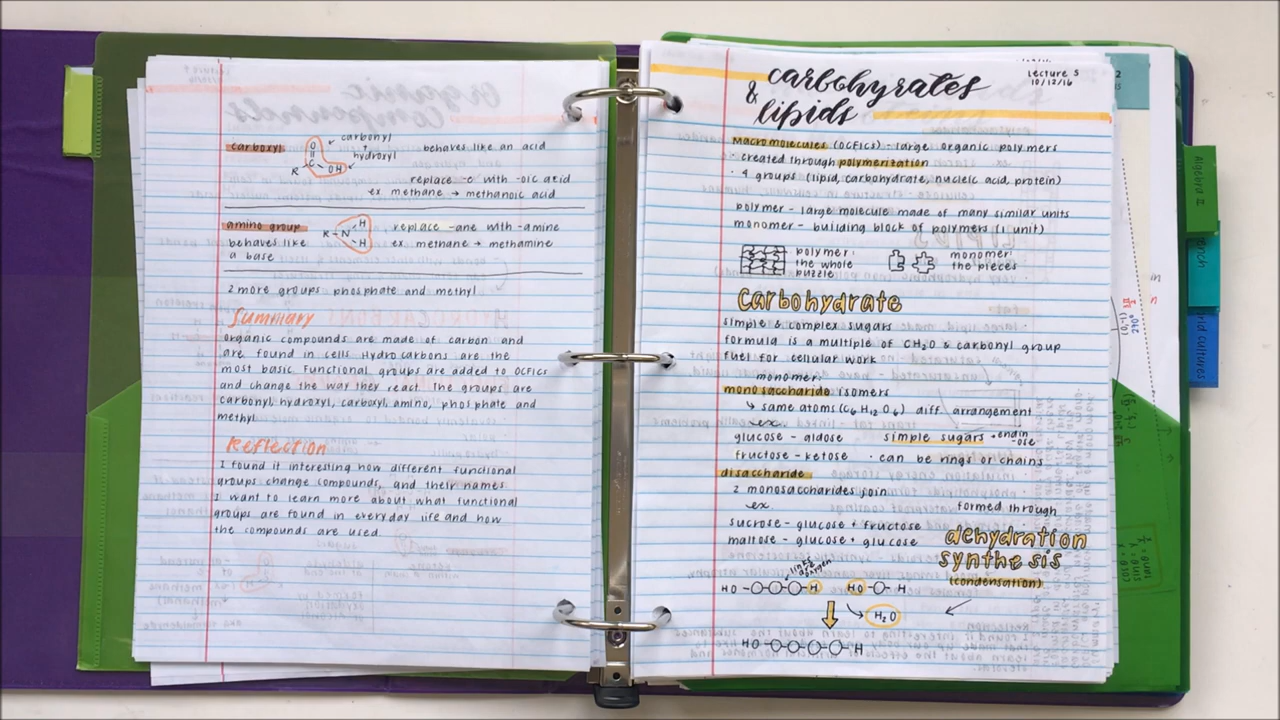 carboxyl
carbonyl
+
hydroxyl
O
C
R
OH
behaves like an acid
replace -e with -oic acid
ex methane → methanoic acid
amino group
R - N
H
H
replace -ane with -amine
behaves like
ex. methane → methamine
a base
2 more groups phosphate and methyl
Summary
organic compounds are made of carbon and
are found in cells. Hydrocarbons are the
most basic. Functional groups are added to
and change the way they react. The groups are
carbonyl, hydroxyl, carboxyl, amino, phosphate and
methyl.
Reflection
I found it interesting how different functional
groups change compounds, and their names.
I want to learn more about what functional
groups are found in everyday life and how
the compounds are used.
carbohyrates
& lipids
Lecture 5
10/12/16
Macromolecules - large organic polymers
· created through polymerization
· 4 groups (lipid, carbohydrate, nucleic acid, protein)
polymer - large molecule made of many similar units
monomer - building block of polymers (1 unit)
polymer:
the whole
puzzle
monomer:
the pieces
Carbohydrate
simple & complex sugars
formula is a multiple of CH2O & carbonyl group
fuel for cellular work
monomer:
monosaccharide isomers
↳ same atoms (C6H12O6) diff. arrangement
ex.
glucose - aldose
simple sugars
-ose
fructose - ketose
· can be rings or chains
disaccharide
2 monosaccharides join
ex.
formed through
sucrose - glucose + fructose
maltose - glucose + glucose
dehydration
synthesis
(condensation)
oxygen
HO
H
HO
H
H2O
HO
H
Algebra II